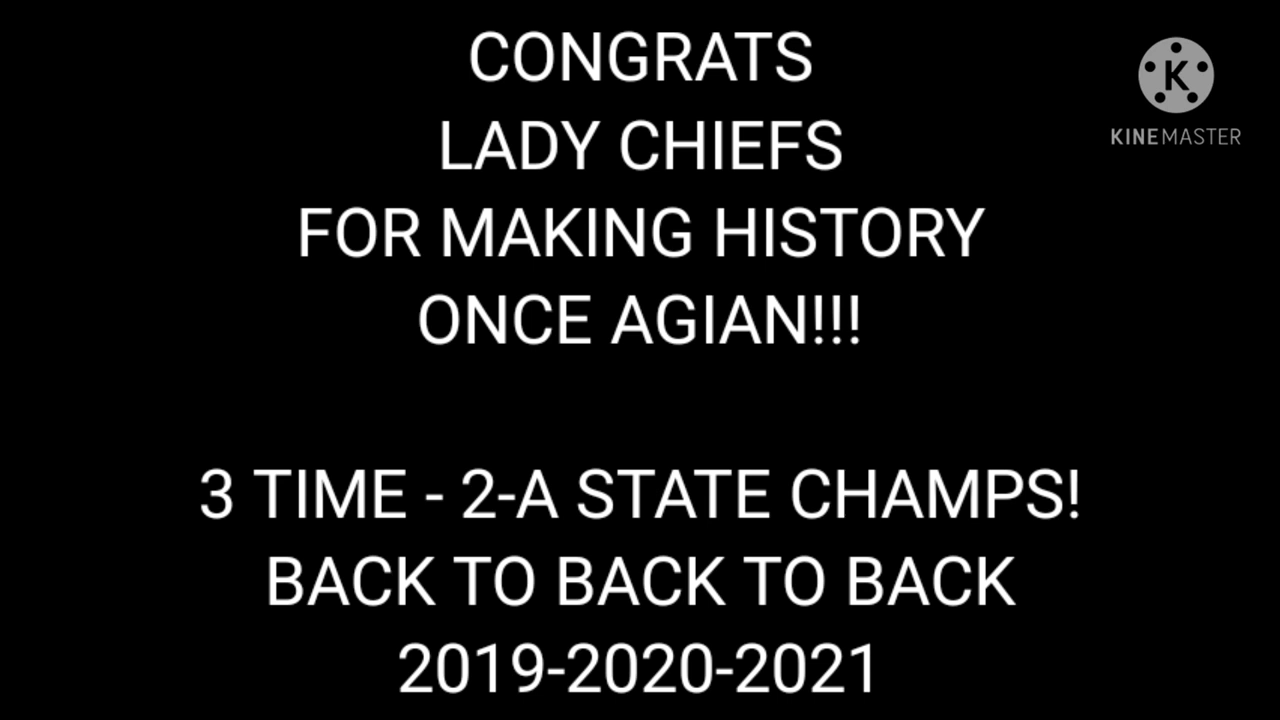 CONGRATS
LADY CHIEFS
FOR MAKING HISTORY
ONCE AGIAN!!!
3 TIME - 2-A STATE CHAMPS!
BACK TO BACK TO BACK
2019-2020-2021
K
KINEMASTER